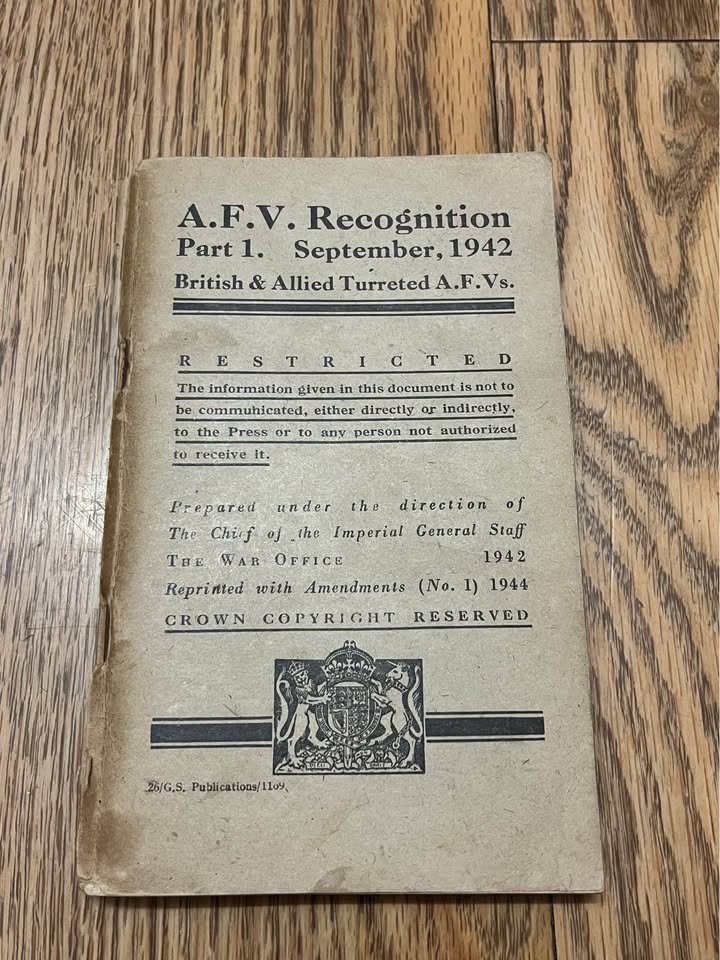 A.F.V. Recognition
Part 1. September, 1942
British & Allied Turreted A.F.Vs.
RESTRICTED
The information given in this document is not to
be communicated, either directly or indirectly,
to the Press or to any person not authorized
to receive it.
Prepared under the direction of
The Chief of the Imperial General Staff
THE WAR OFFICE 1942
Reprinted with Amendments (No. 1) 1944
CROWN COPYRIGHT RESERVED
26/G.S. Publications/1109